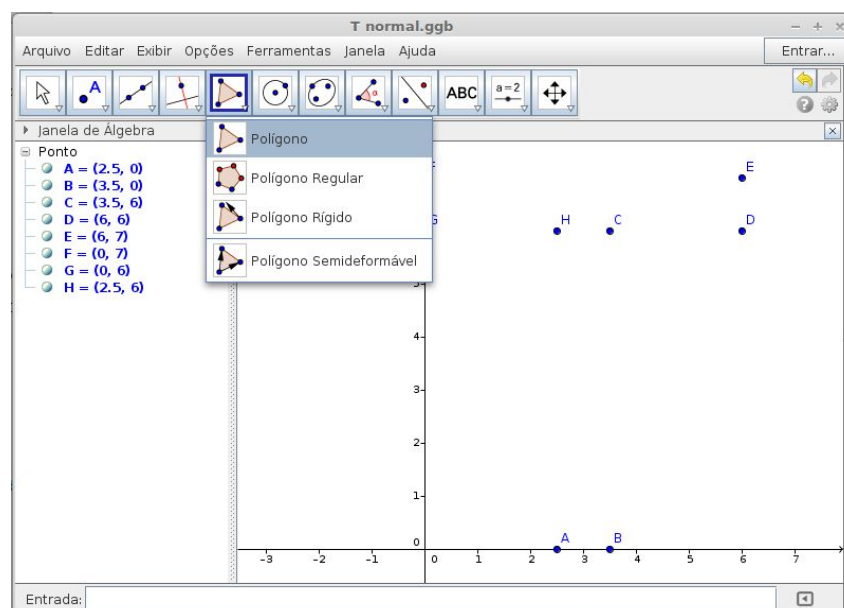 T normal.ggb
Arquivo Editar Exibir Opções Ferramentas Janela Ajuda Entrar...
A α ABC a=2
Janela de Álgebra
Ponto
A = (2.5, 0)
B = (3.5, 0)
C = (3.5, 6)
D = (6, 6)
E = (6, 7)
F = (0, 7)
G = (0, 6)
H = (2.5, 6)
Polígono
Polígono Regular
Polígono Rígido
Polígono Semideformável
E
H C D
4
3
2
1
0 A B
-3 -2 -1 0 1 2 3 4 5 6 7
Entrada: